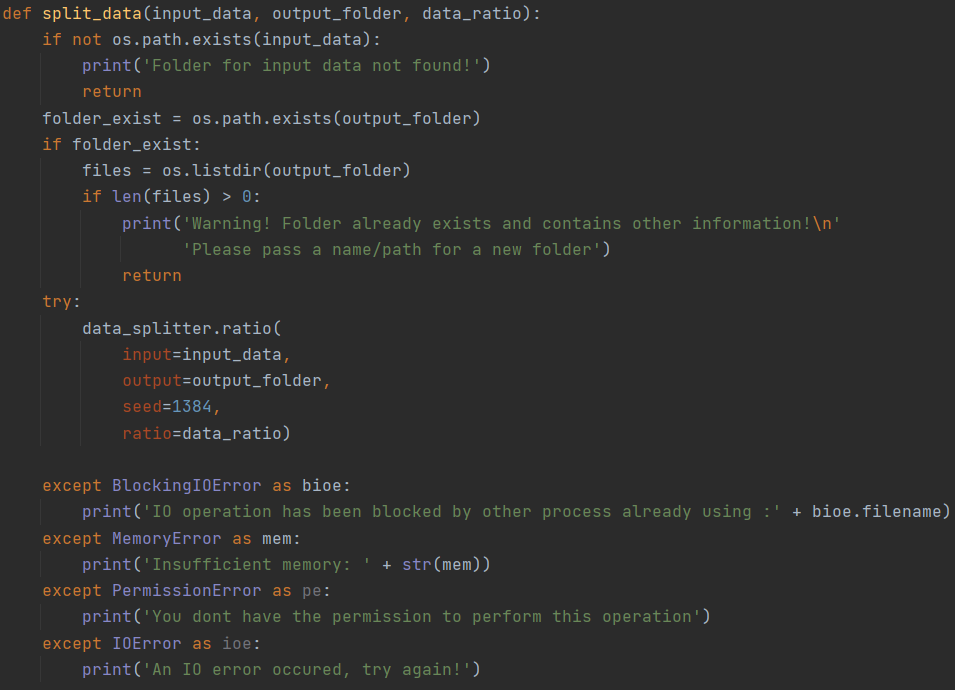 def split_data(input_data, output_folder, data_ratio):
    if not os.path.exists(input_data):
        print('Folder for input data not found!')
        return
    folder_exist = os.path.exists(output_folder)
    if folder_exist:
        files = os.listdir(output_folder)
        if len(files) > 0:
            print('Warning! Folder already exists and contains other information!\n'
                  'Please pass a name/path for a new folder')
            return
    try:
        data_splitter.ratio(
            input=input_data,
            output=output_folder,
            seed=1384,
            ratio=data_ratio)

    except BlockingIOError as bioe:
        print('IO operation has been blocked by other process already using :' + bioe.filename)
    except MemoryError as mem:
        print('Insufficient memory: ' + str(mem))
    except PermissionError as pe:
        print('You dont have the permission to perform this operation')
    except IOError as ioe:
        print('An IO error occured, try again!')